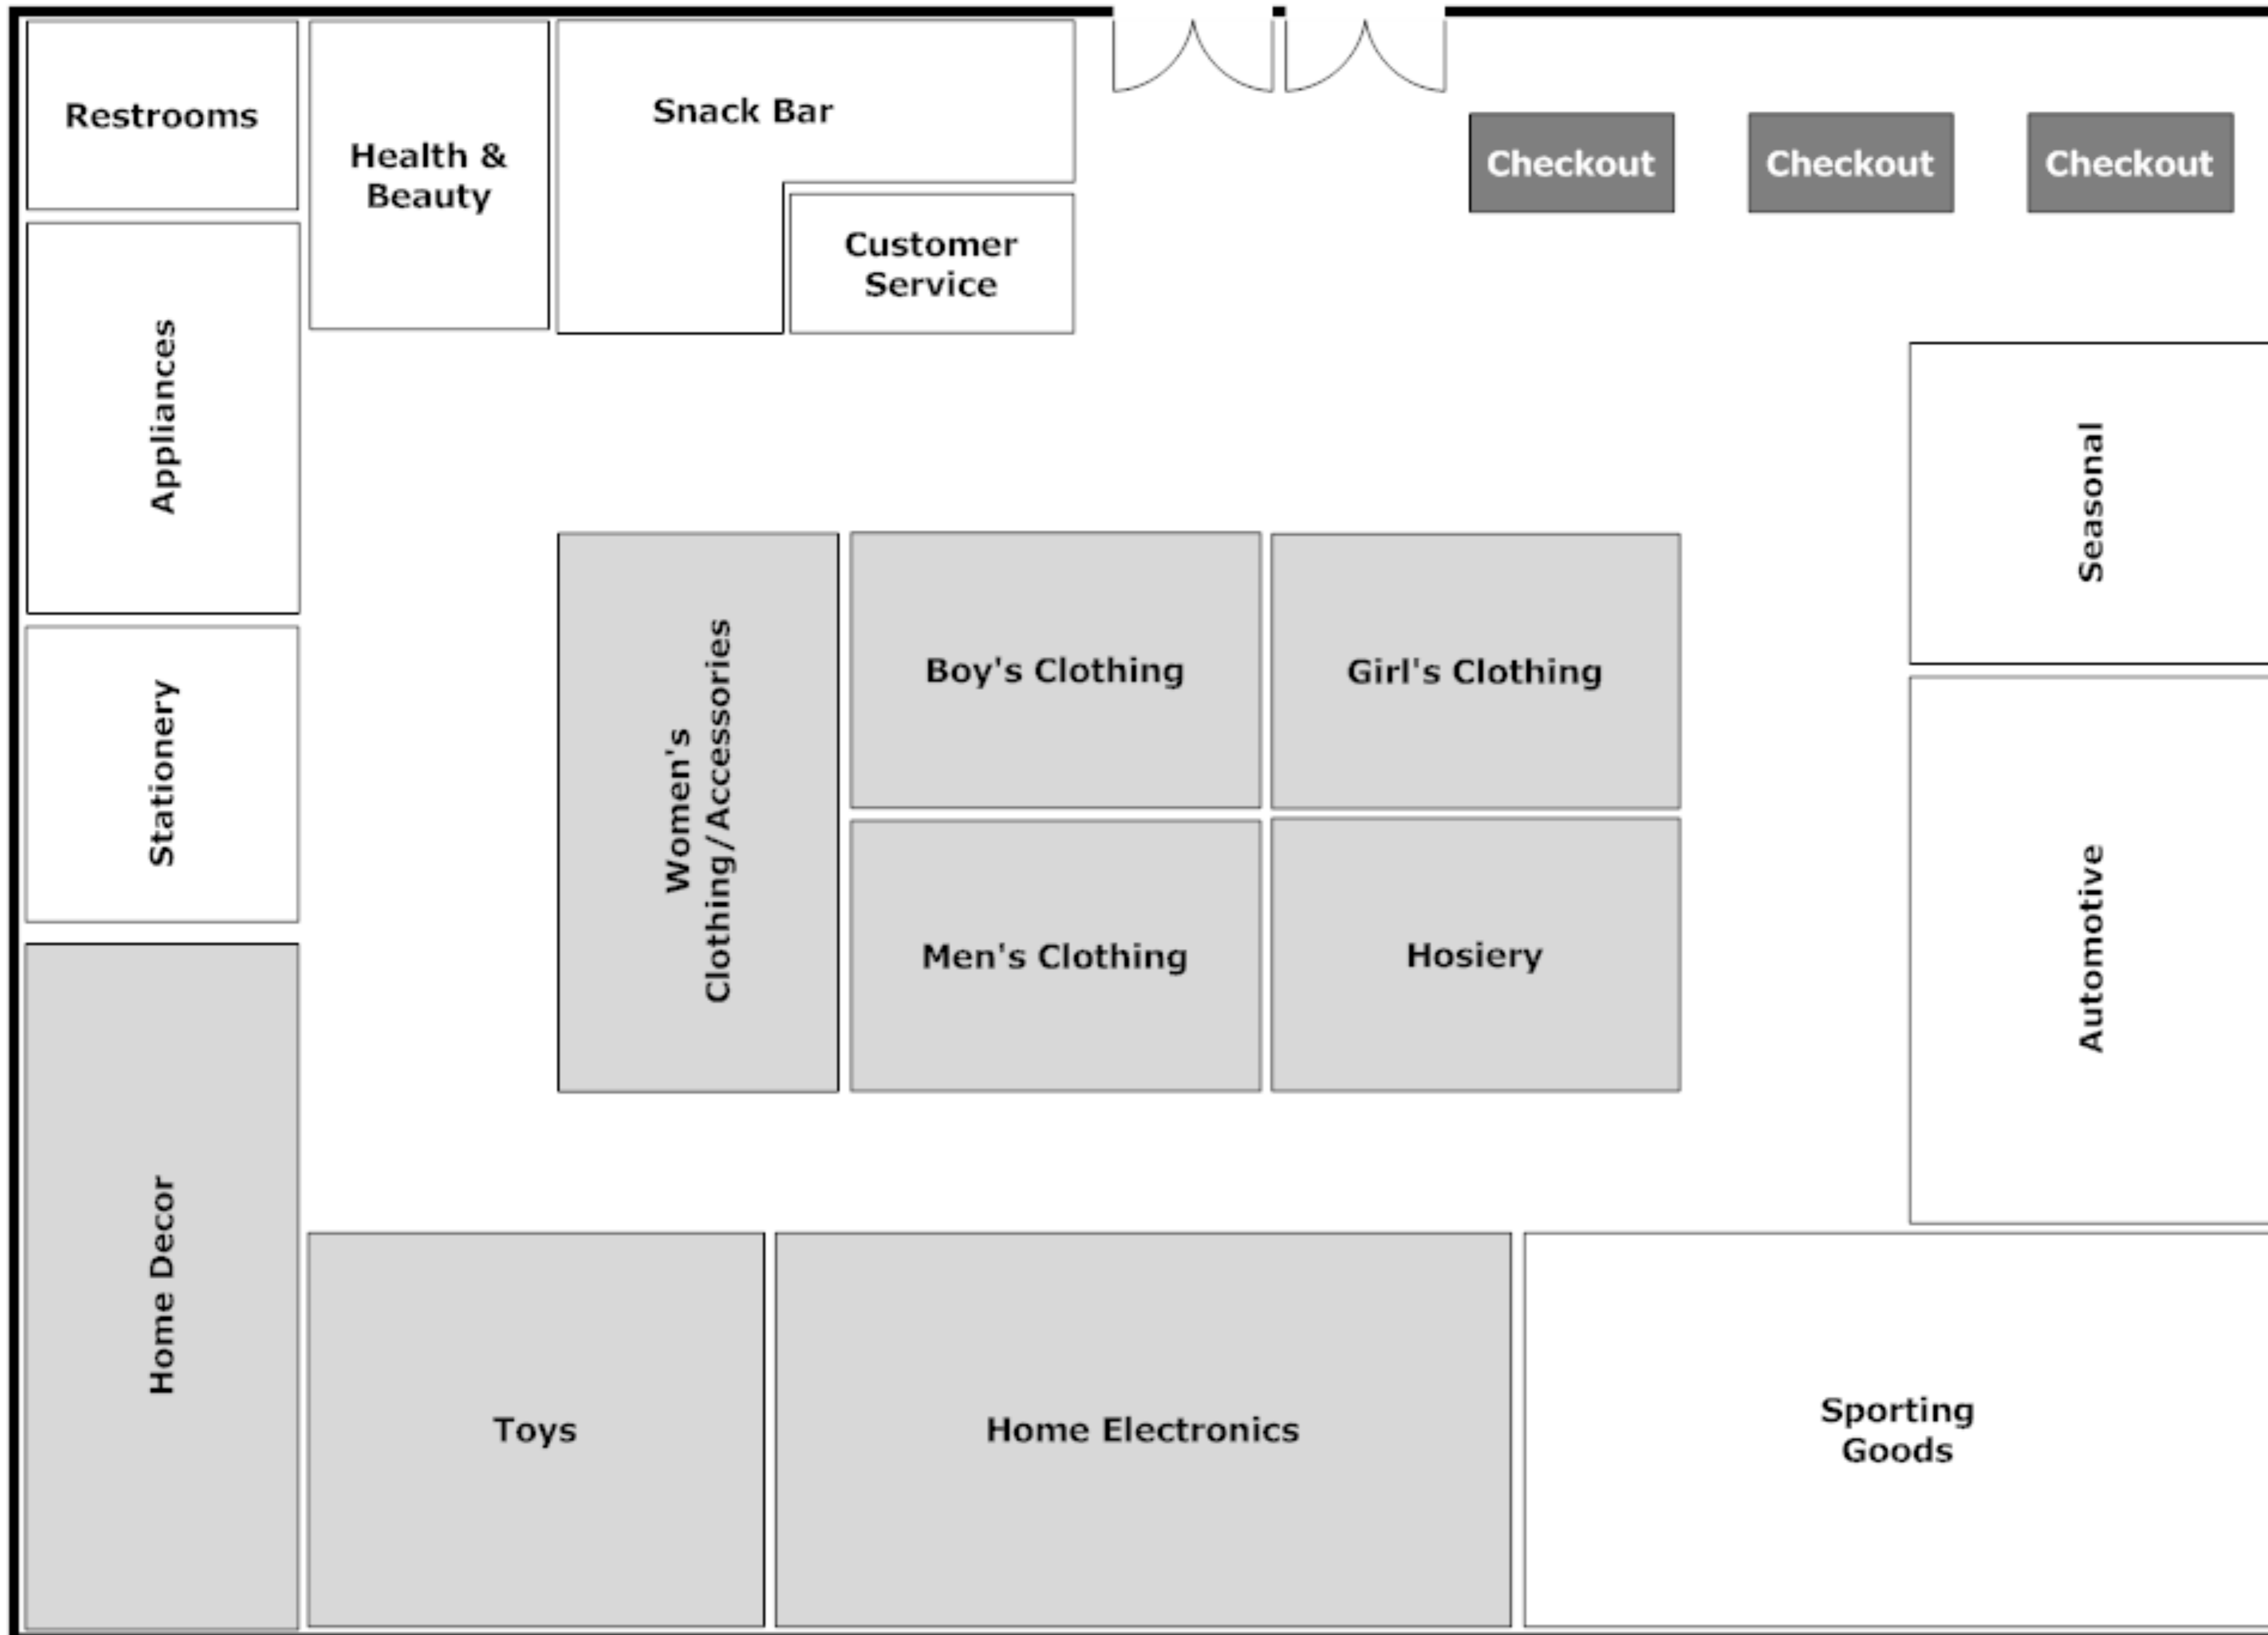 Restrooms
Health &
Beauty
Snack Bar
Customer
Service
Checkout
Checkout
Checkout
Appliances
Seasonal
Stationery
Women's
Clothing/Accessories
Boy's Clothing
Girl's Clothing
Men's Clothing
Hosiery
Automotive
Home Decor
Toys
Home Electronics
Sporting
Goods